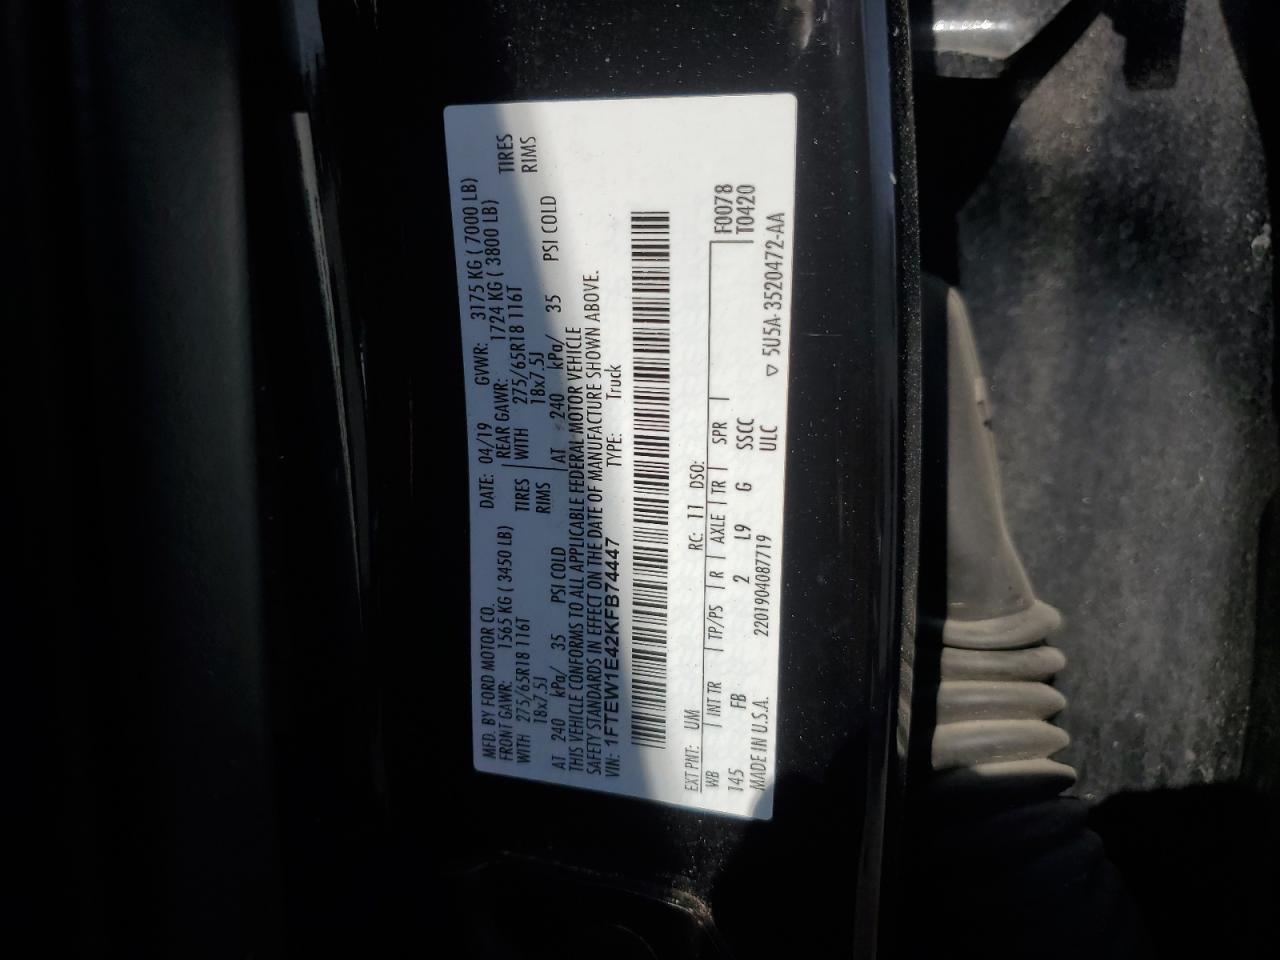 MFD. BY FORD MOTOR CO. DATE: 04/19 GVWR: 3175 KG ( 7000 LB)
FRONT GAWR: 1565 KG ( 3450 LB) REAR GAWR: 1724 KG ( 3800 LB)
WITH 275/65R18 116T TIRES WITH 275/65R18 116T TIRES
18x7.5J RIMS 18x7.5J RIMS
AT 240 kPa/ 35 PSI COLD AT 240 kPa/ 35 PSI COLD
THIS VEHICLE CONFORMS TO ALL APPLICABLE FEDERAL MOTOR VEHICLE
SAFETY STANDARDS IN EFFECT ON THE DATE OF MANUFACTURE SHOWN ABOVE.
VIN: 1FTEW1E42KFB74447 TYPE: Truck
EXT PNT: UM RC: 11 DSO:
WB INT TR TP/PS R AXLE TR SPR F0078
145 FB 2 L9 G SSCC T0420
MADE IN U.S.A. 2201904087719 ULC ▽ 5U5A-3520472-AA